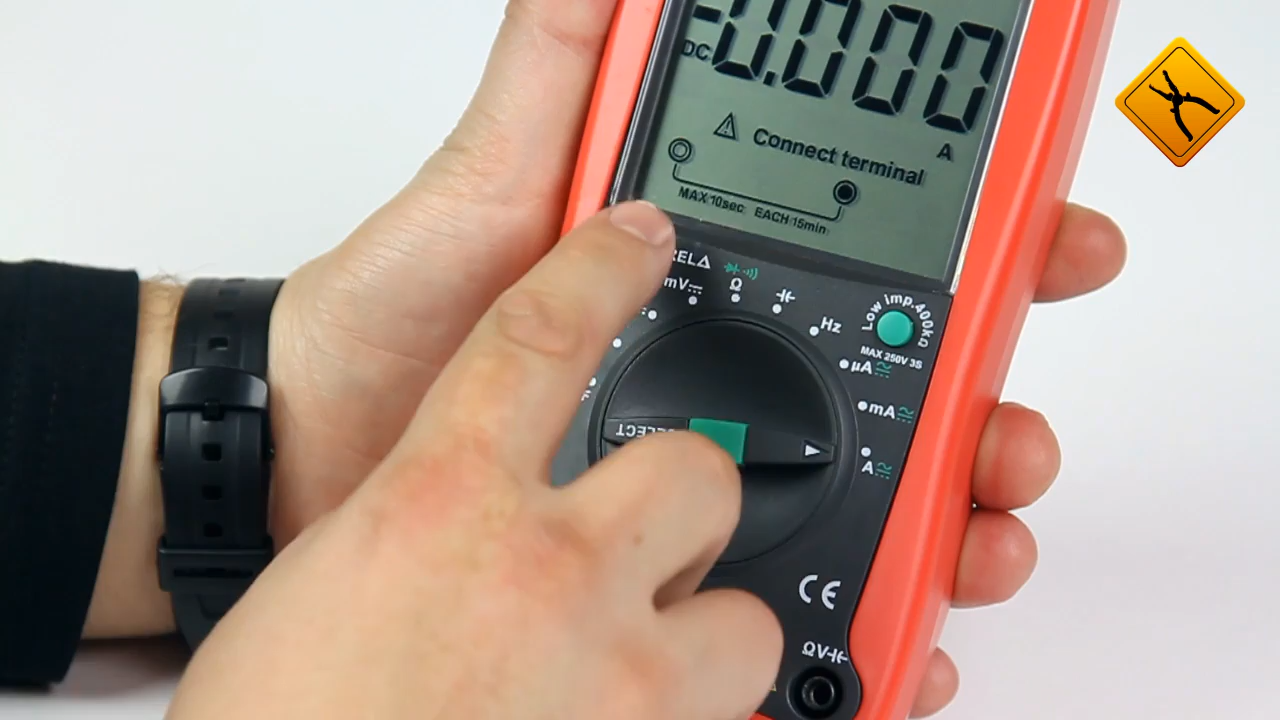 -0.000
DC
A
⚠ Connect terminal
MAX 10sec EACH 15min
RELΔ
mV
Ω
Hz
Low imp.400kΩ
MAX 250V 3S
µA
mA
A
SELECT
CE
ΩV